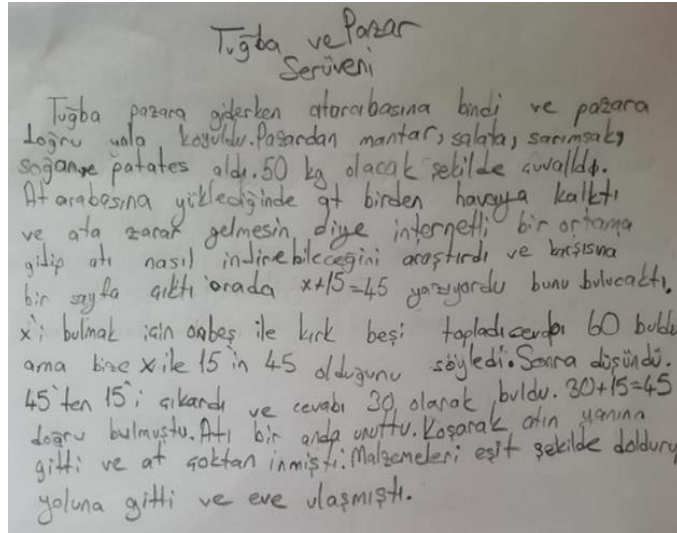 Tuğba ve Pazar
Serüveni
Tuğba pazara giderken atarabasına bindi ve pazara
doğru yola koyuldu. Pazardan mantar, salata, sarımsak,
soğan ve patates aldı. 50 kg olacak şekilde çuvalldı.
At arabasına yüklediğinde at birden havaya kalktı
ve ata zarar gelmesin diye internetli bir ortama
gidip atı nasıl indirebileceğini araştırdı ve karşısına
bir sayfa çıktı orada x+15=45 yazıyordu bunu bulucaktı.
x'i bulmak için onbeş ile kırk beşi topladı cevabı 60 buldu
ama bize x ile 15'in 45 olduğunu söyledi. Sonra düşündü.
45'ten 15'i çıkardı ve cevabı 30 olarak buldu. 30+15=45
doğru bulmuştu. Atı bir anda unuttu. Koşarak atın yanına
gitti ve at çoktan inmişti. Malzemeleri eşit şekilde doldurup
yoluna gitti ve eve ulaşmıştı.